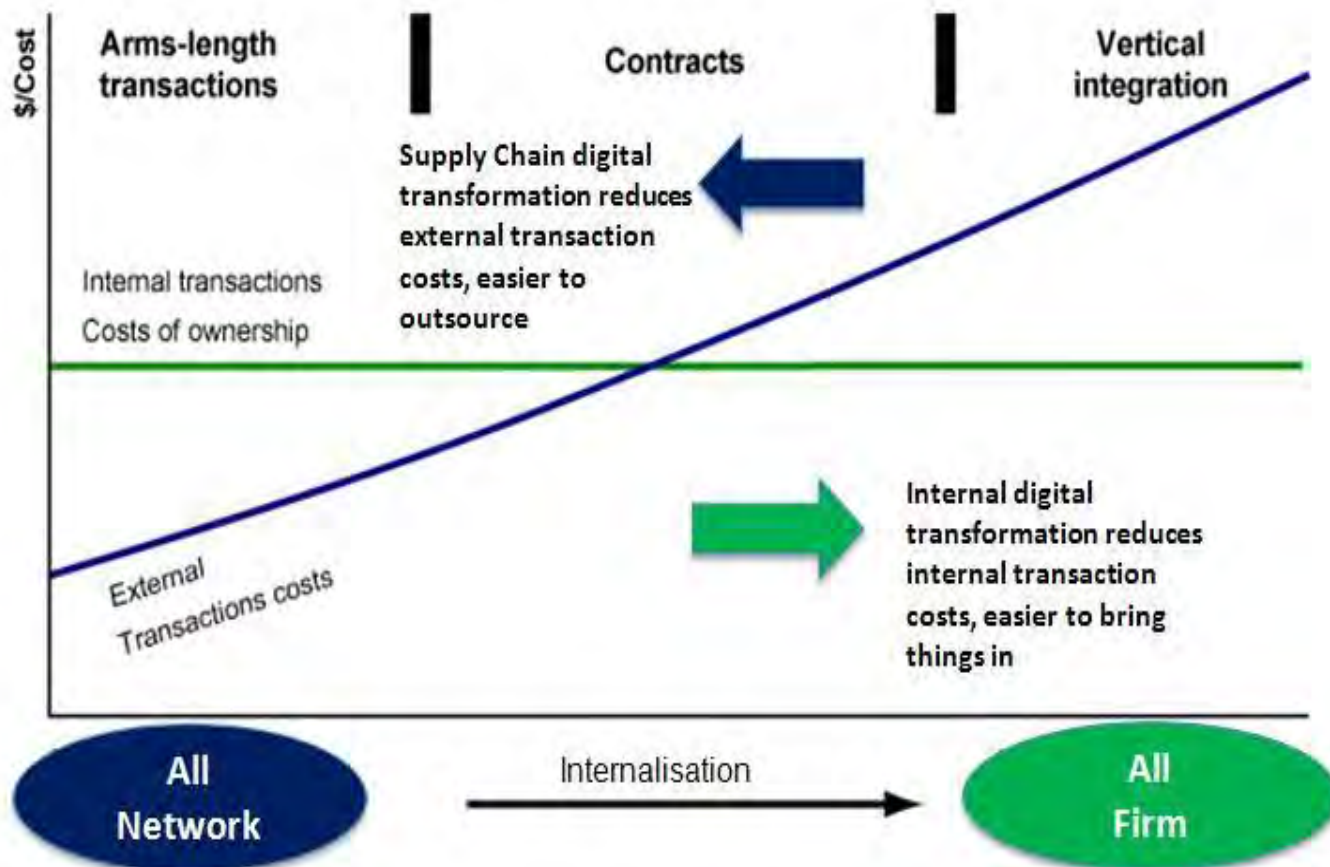 $/Cost
Arms-length
transactions
Contracts
Vertical
integration
Supply Chain digital
transformation reduces
external transaction
costs, easier to
outsource
Internal transactions
Costs of ownership
External
Transactions costs
Internal digital
transformation reduces
internal transaction
costs, easier to bring
things in
All
Network
Internalisation
All
Firm